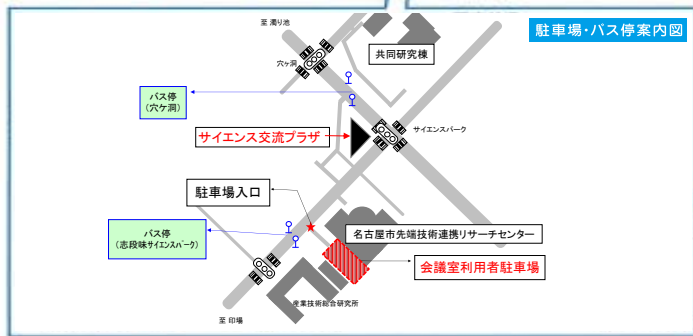 駐車場・バス停案内図
至 濁り池
共同研究棟
穴ヶ洞
バス停
(穴ケ洞)
サイエンスパーク
サイエンス交流プラザ
駐車場入口
バス停
(志段味サイエンスパーク)
名古屋市先端技術連携リサーチセンター
会議室利用者駐車場
産業技術総合研究所
至 印場